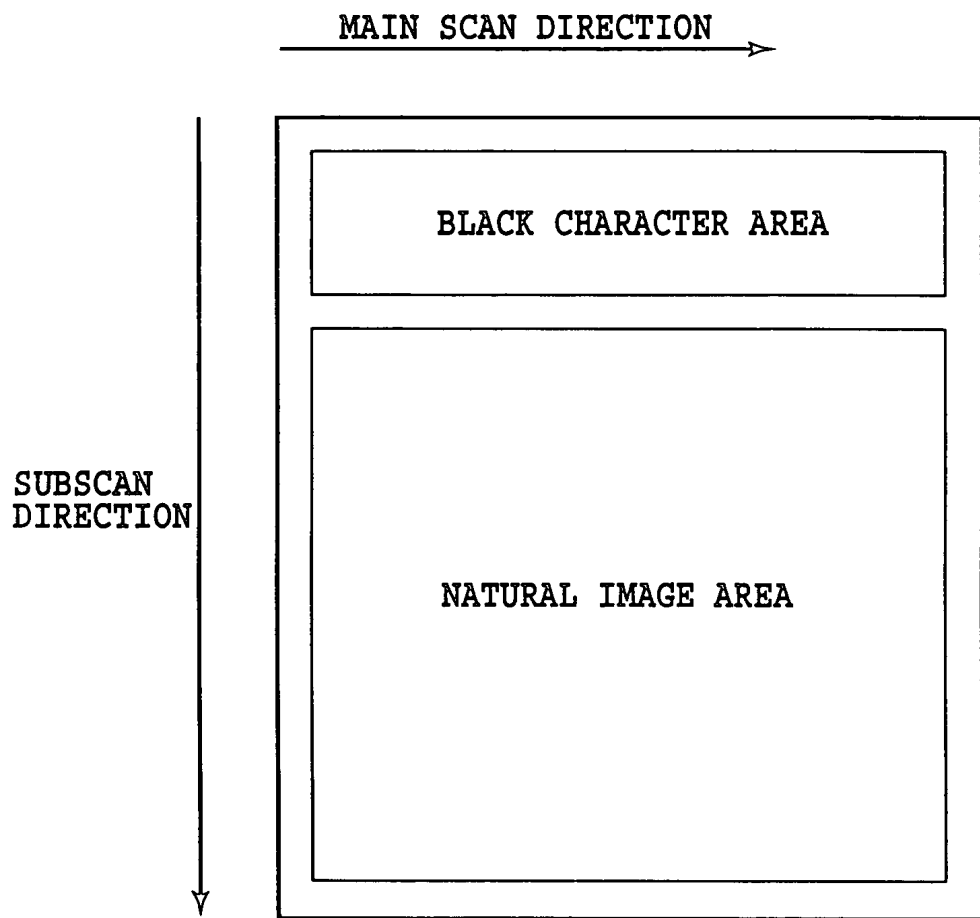 MAIN SCAN DIRECTION
BLACK CHARACTER AREA
SUBSCAN
DIRECTION
NATURAL IMAGE AREA